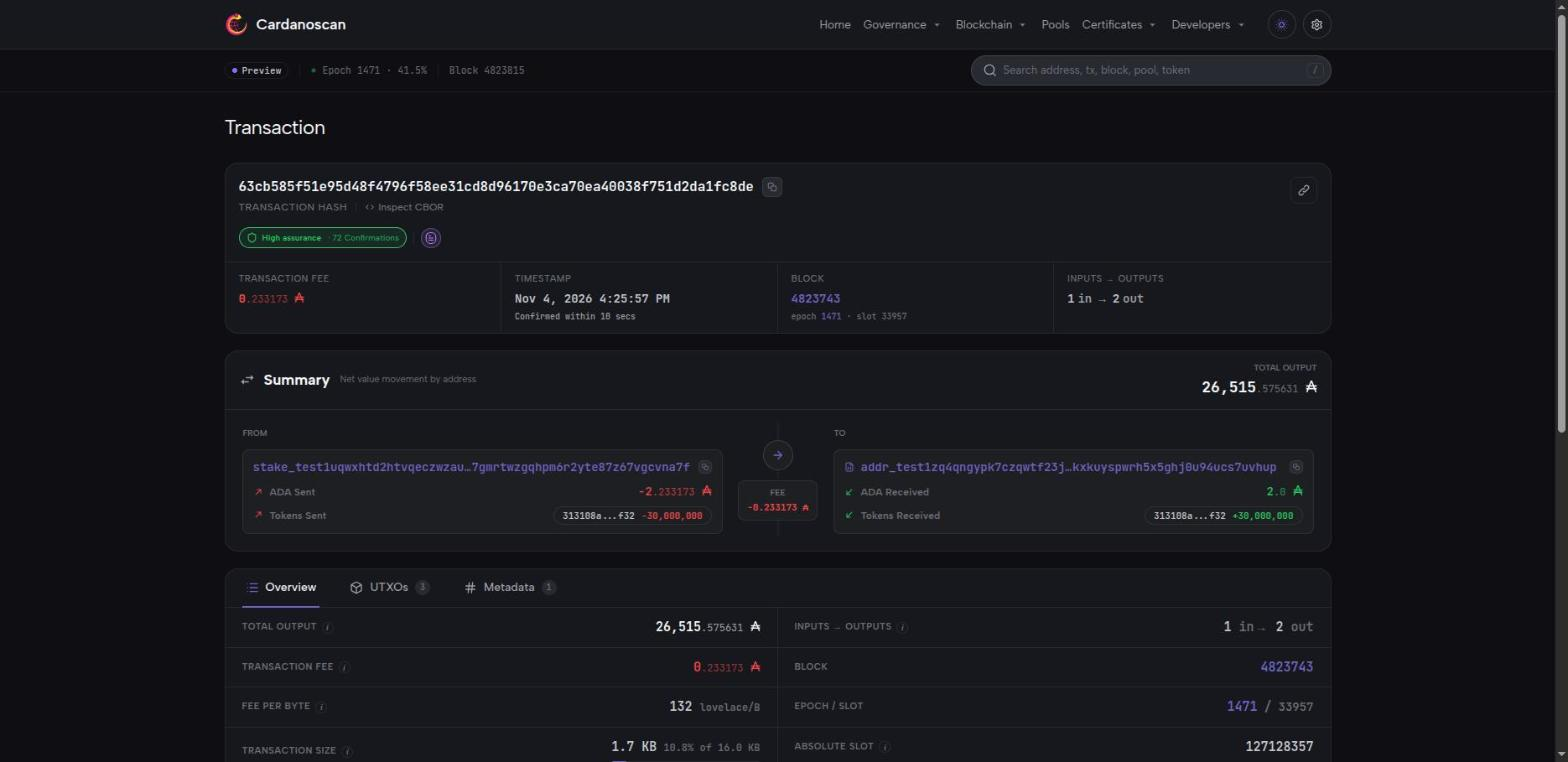 Cardanoscan
Home Governance Blockchain Pools Certificates Developers
Preview Epoch 1471 · 41.5% Block 4823815
Search address, tx, block, pool, token /
Transaction
63cb585f51e95d48f4796f58ee31cd8d96170e3ca70ea40038f751d2da1fc8de
TRANSACTION HASH <> Inspect CBOR
High assurance · 72 Confirmations
TRANSACTION FEE TIMESTAMP BLOCK INPUTS → OUTPUTS
0.233173 ₳ Nov 4, 2026 4:25:57 PM 4823743 1 in → 2 out
Confirmed within 10 secs epoch 1471 · slot 33957
TOTAL OUTPUT
Summary Net value movement by address
26,515.575631 ₳
FROM TO
stake_test1uqwxhtd2htvqeczwzau…7gmrtwzgqhpm6r2yte87z67vgcvna7f addr_test1zq4qngypk7czqwtf23j…kxkuyspwrh5x5ghj0u94ucs7uvhup
ADA Sent -2.233173 ₳ FEE ADA Received 2.0 ₳
-0.233173 ₳
Tokens Sent 313108a...f32 -30,000,000 Tokens Received 313108a...f32 +30,000,000
Overview UTXOs 3 Metadata 1
TOTAL OUTPUT i 26,515.575631 ₳ INPUTS → OUTPUTS i 1 in → 2 out
TRANSACTION FEE i 0.233173 ₳ BLOCK 4823743
FEE PER BYTE i 132 lovelace/B EPOCH / SLOT 1471 / 33957
TRANSACTION SIZE i 1.7 KB 10.8% of 16.0 KB ABSOLUTE SLOT i 127128357